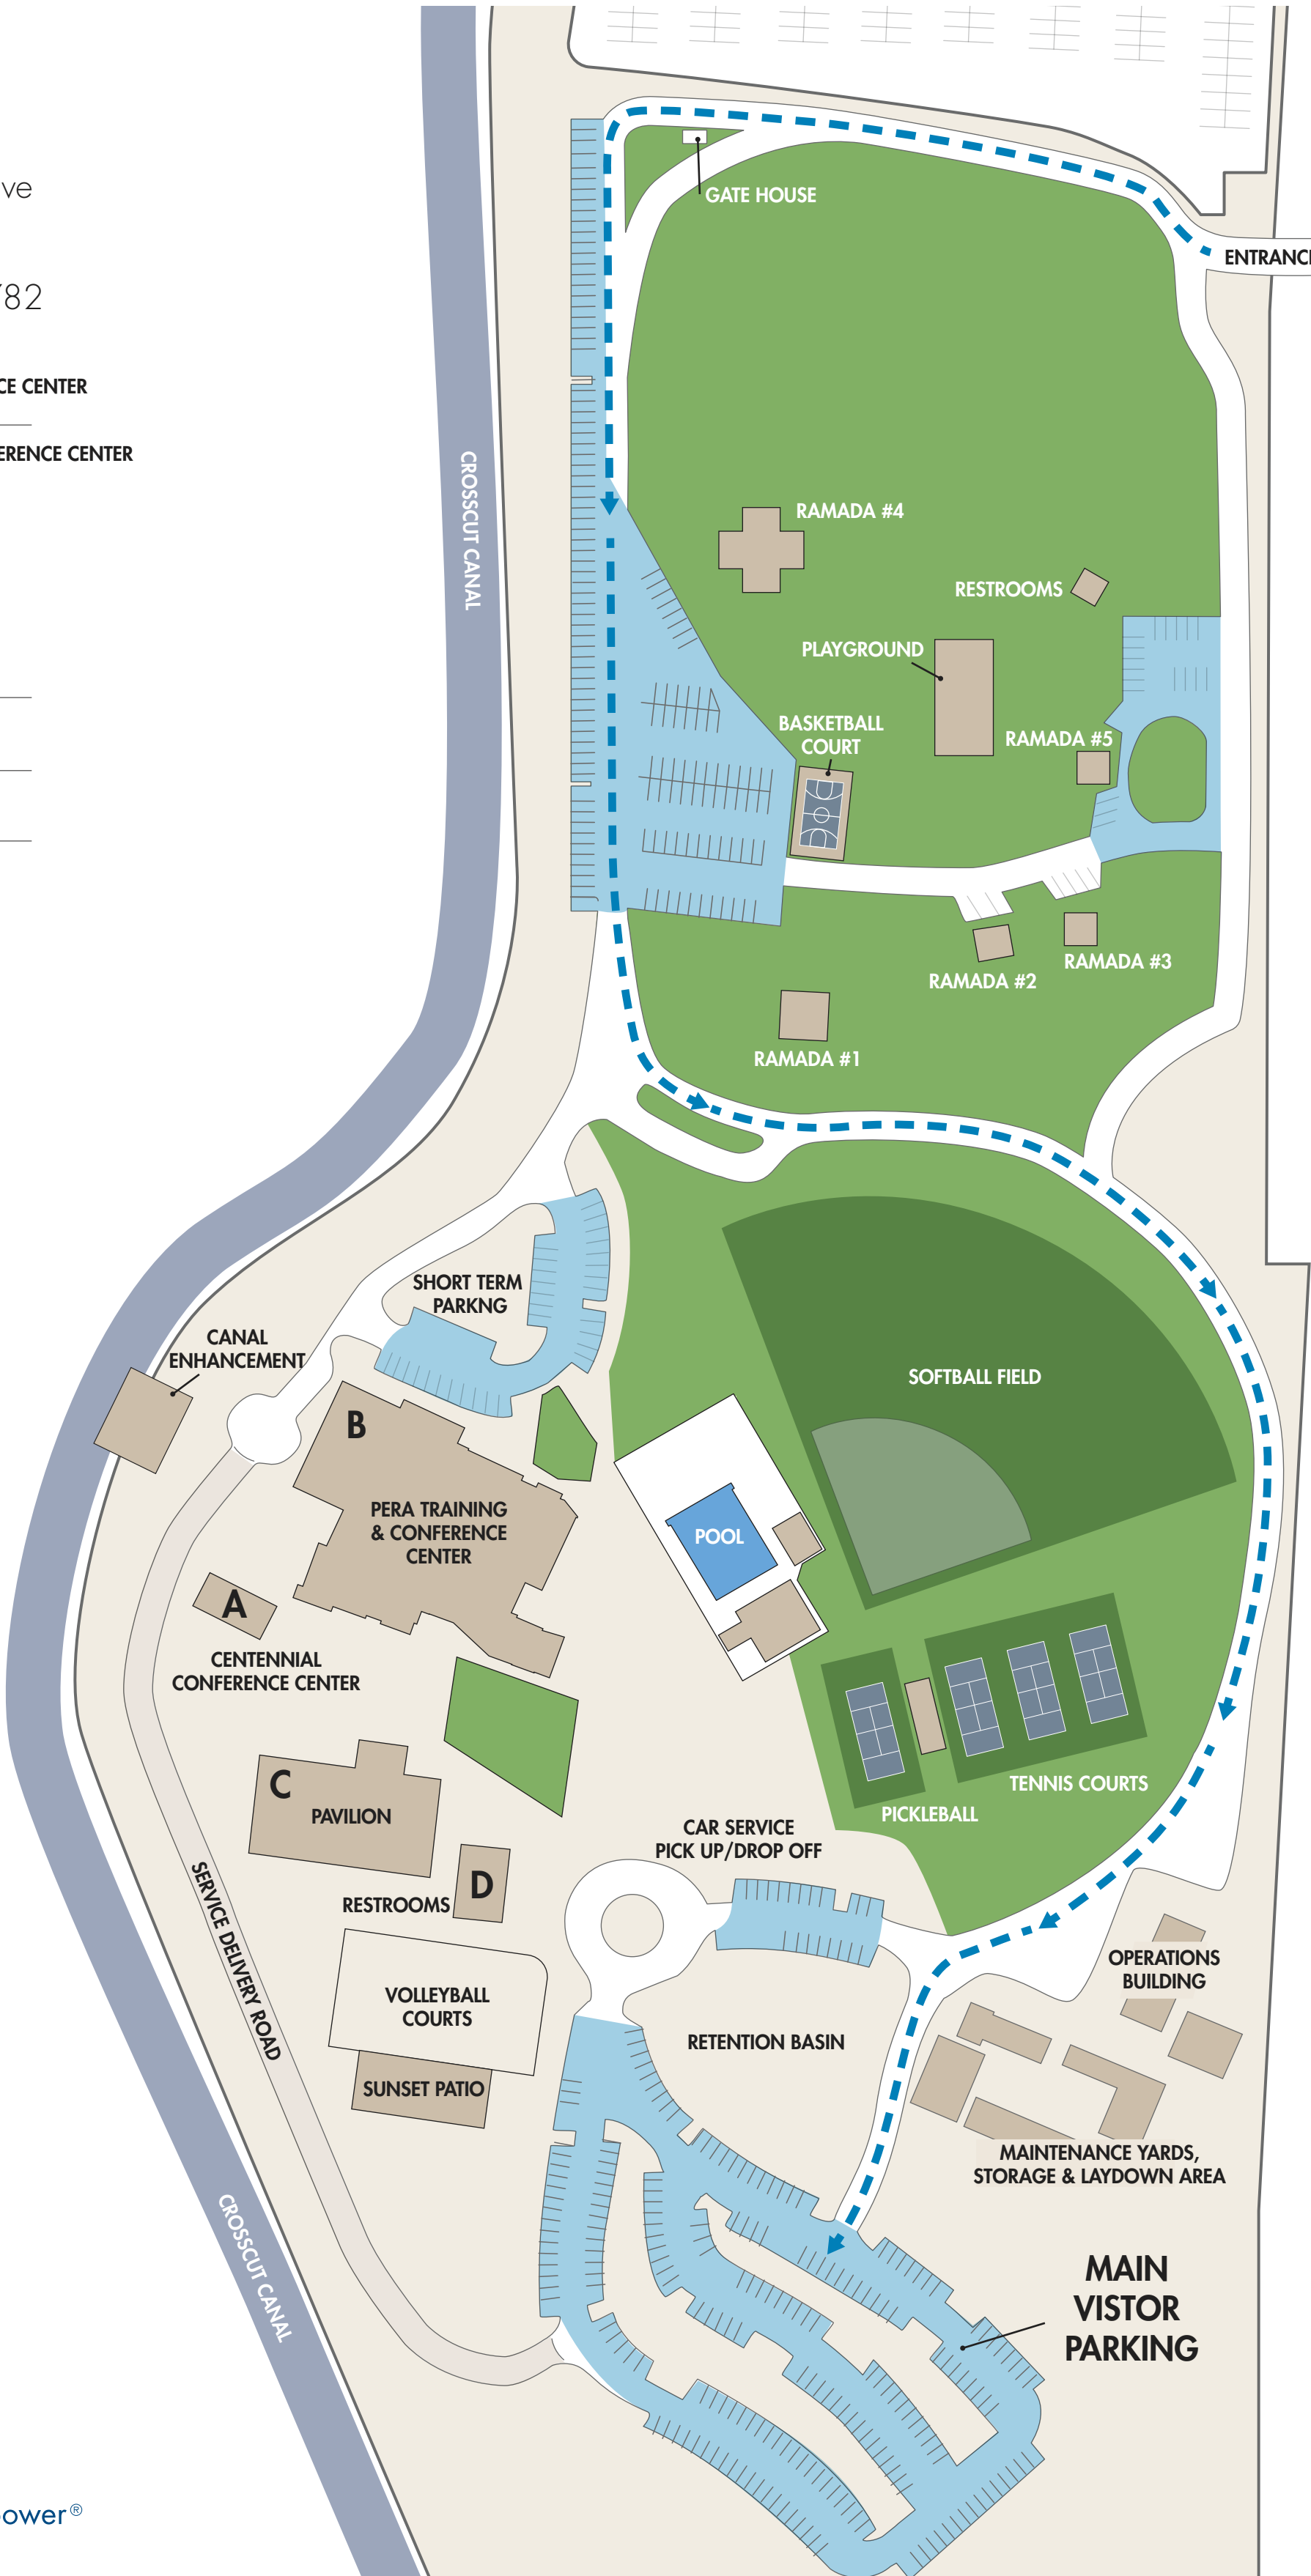 ve
782
CE CENTER
ERENCE CENTER
GATE HOUSE
ENTRANCE
CROSSCUT CANAL
RAMADA #4
RESTROOMS
PLAYGROUND
BASKETBALL
COURT
RAMADA #5
RAMADA #2
RAMADA #3
RAMADA #1
SHORT TERM
PARKNG
CANAL
ENHANCEMENT
SOFTBALL FIELD
B
PERA TRAINING
& CONFERENCE
CENTER
POOL
A
CENTENNIAL
CONFERENCE CENTER
TENNIS COURTS
PICKLEBALL
C
PAVILION
CAR SERVICE
PICK UP/DROP OFF
D
RESTROOMS
SERVICE DELIVERY ROAD
OPERATIONS
BUILDING
VOLLEYBALL
COURTS
RETENTION BASIN
SUNSET PATIO
MAINTENANCE YARDS,
STORAGE & LAYDOWN AREA
CROSSCUT CANAL
MAIN
VISTOR
PARKING
ower®